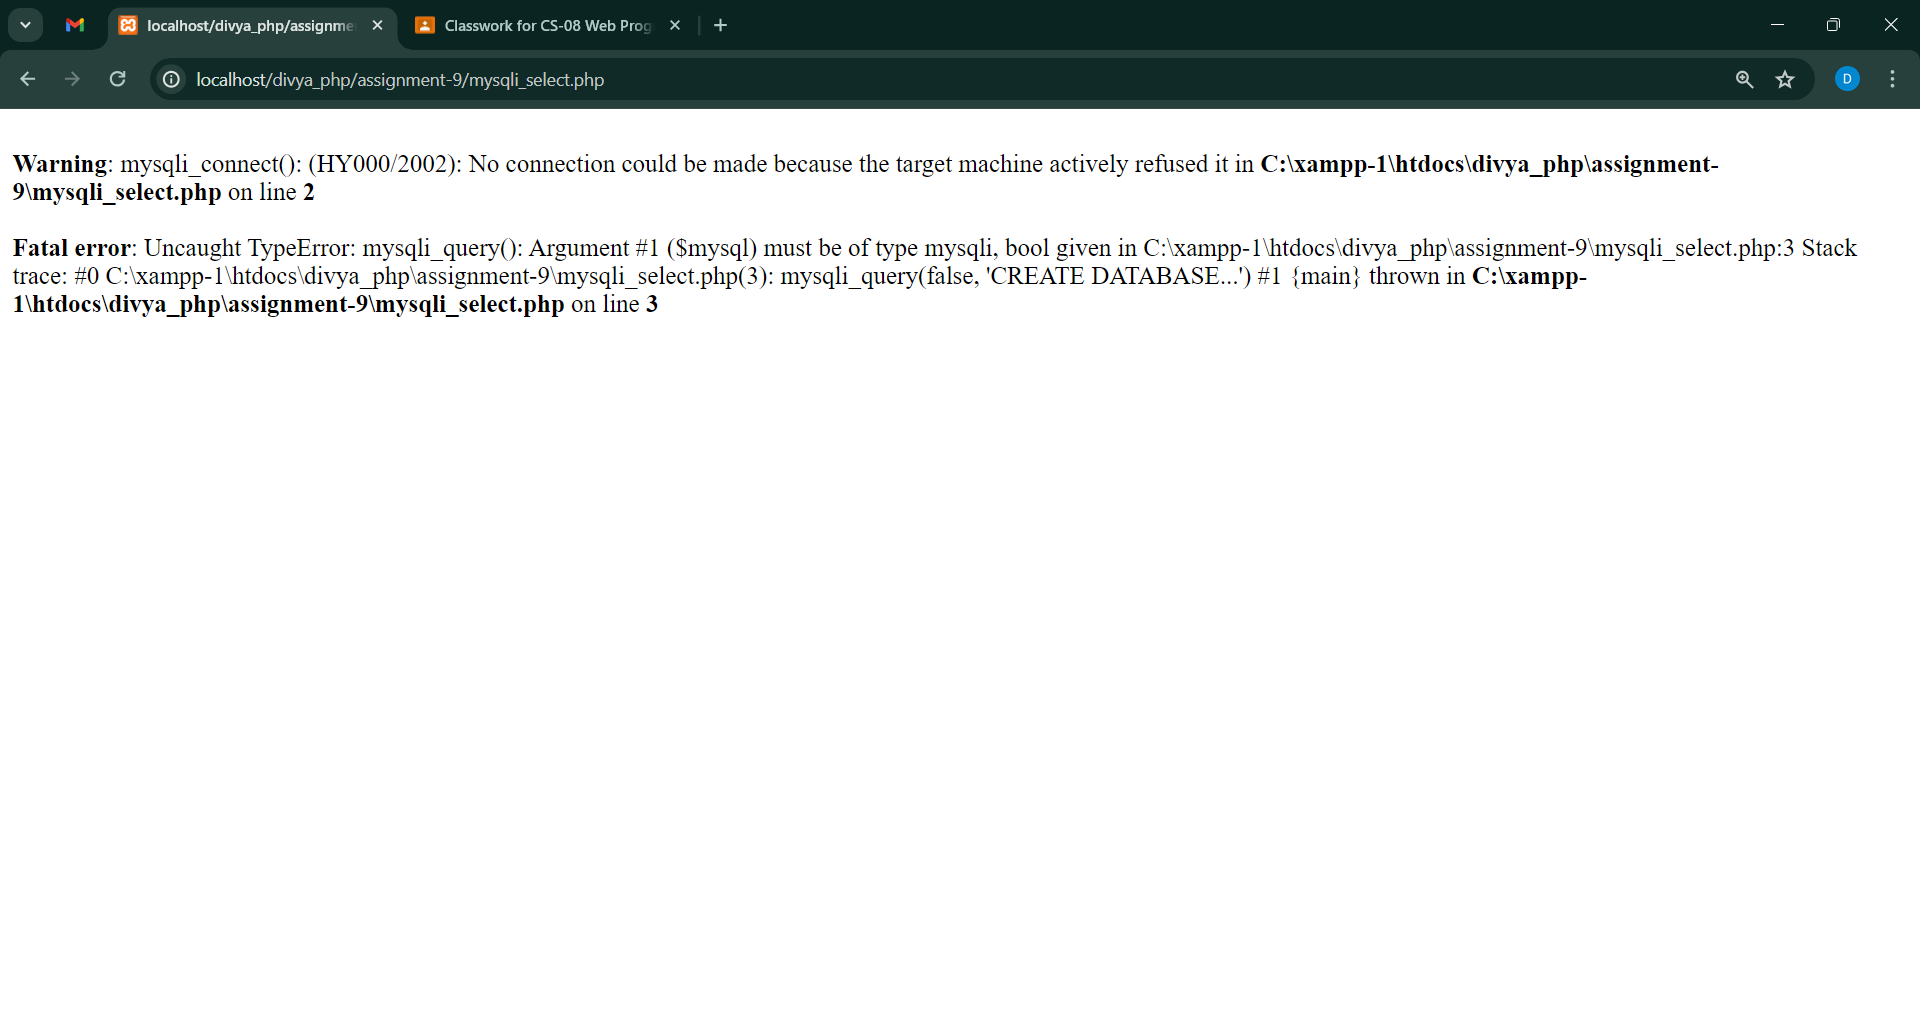 localhost/divya_php/assignme
Classwork for CS-08 Web Prog
localhost/divya_php/assignment-9/mysqli_select.php
D
Warning: mysqli_connect(): (HY000/2002): No connection could be made because the target machine actively refused it in C:\xampp-1\htdocs\divya_php\assignment-
9\mysqli_select.php on line 2
Fatal error: Uncaught TypeError: mysqli_query(): Argument #1 ($mysql) must be of type mysqli, bool given in C:\xampp-1\htdocs\divya_php\assignment-9\mysqli_select.php:3 Stack
trace: #0 C:\xampp-1\htdocs\divya_php\assignment-9\mysqli_select.php(3): mysqli_query(false, 'CREATE DATABASE...') #1 {main} thrown in C:\xampp-
1\htdocs\divya_php\assignment-9\mysqli_select.php on line 3